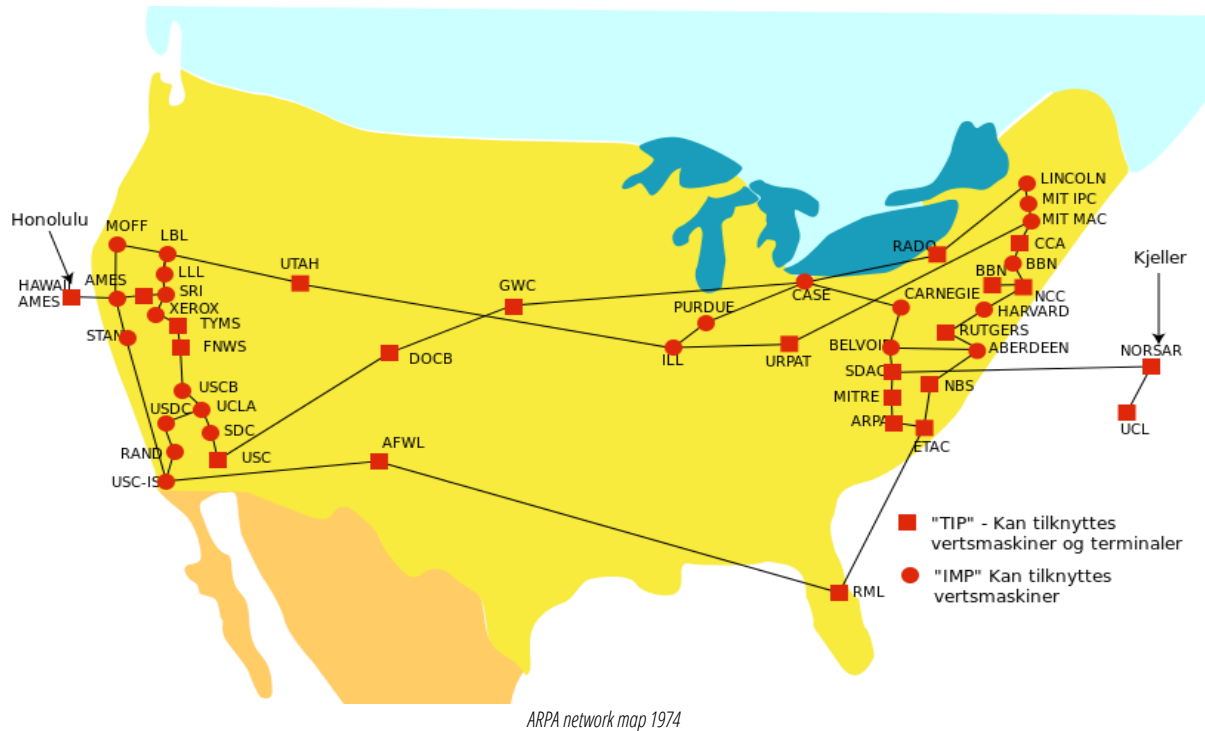 Honolulu
MOFF
LBL
HAWAII
AMES
AMES
LLL
SRI
XEROX
TYMS
STAN
FNWS
USCB
USDC
UCLA
SDC
RAND
USC
USC-IS
UTAH
GWC
DOCB
AFWL
PURDUE
ILL
URPAT
CASE
RADC
CARNEGIE
BELVOIR
SDAC
MITRE
ARPA
ETAC
NBS
RML
LINCOLN
MIT IPC
MIT MAC
CCA
BBN
BBN
NCC
HARVARD
RUTGERS
ABERDEEN
Kjeller
NORSAR
UCL
"TIP" - Kan tilknyttes
vertsmaskiner og terminaler
"IMP" Kan tilknyttes
vertsmaskiner
ARPA network map 1974